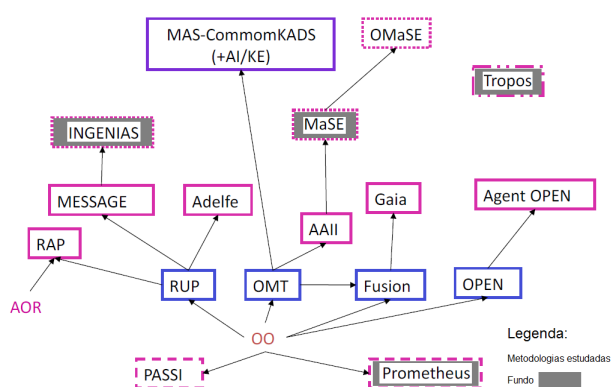 MAS-CommomKADS
(+AI/KE)
OMaSE
Tropos
INGENIAS
MaSE
MESSAGE
Adelfe
Gaia
Agent OPEN
RAP
AAII
RUP
OMT
Fusion
OPEN
AOR
OO
PASSI
Prometheus
Legenda:
Metodologias estudadas
Fundo